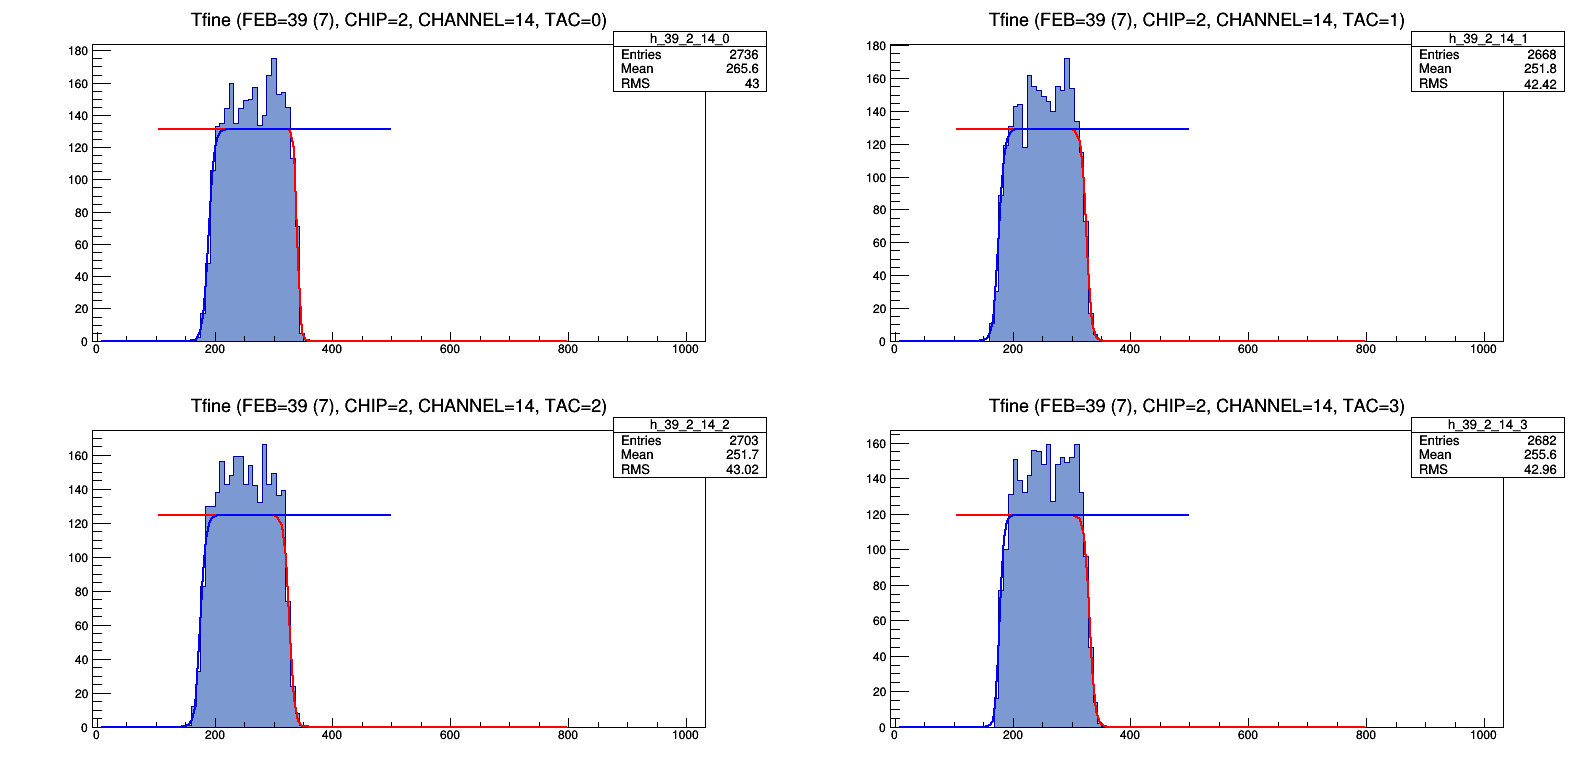 Tfine (FEB=39 (7), CHIP=2, CHANNEL=14, TAC=0)
h_39_2_14_0
Entries 2736
Mean 265.6
RMS 43
180
160
140
120
100
80
60
40
20
0
0 200 400 600 800 1000
Tfine (FEB=39 (7), CHIP=2, CHANNEL=14, TAC=1)
h_39_2_14_1
Entries 2668
Mean 251.8
RMS 42.42
180
160
140
120
100
80
60
40
20
0
0 200 400 600 800 1000
Tfine (FEB=39 (7), CHIP=2, CHANNEL=14, TAC=2)
h_39_2_14_2
Entries 2703
Mean 251.7
RMS 43.02
160
140
120
100
80
60
40
20
0
0 200 400 600 800 1000
Tfine (FEB=39 (7), CHIP=2, CHANNEL=14, TAC=3)
h_39_2_14_3
Entries 2682
Mean 255.6
RMS 42.96
160
140
120
100
80
60
40
20
0
0 200 400 600 800 1000